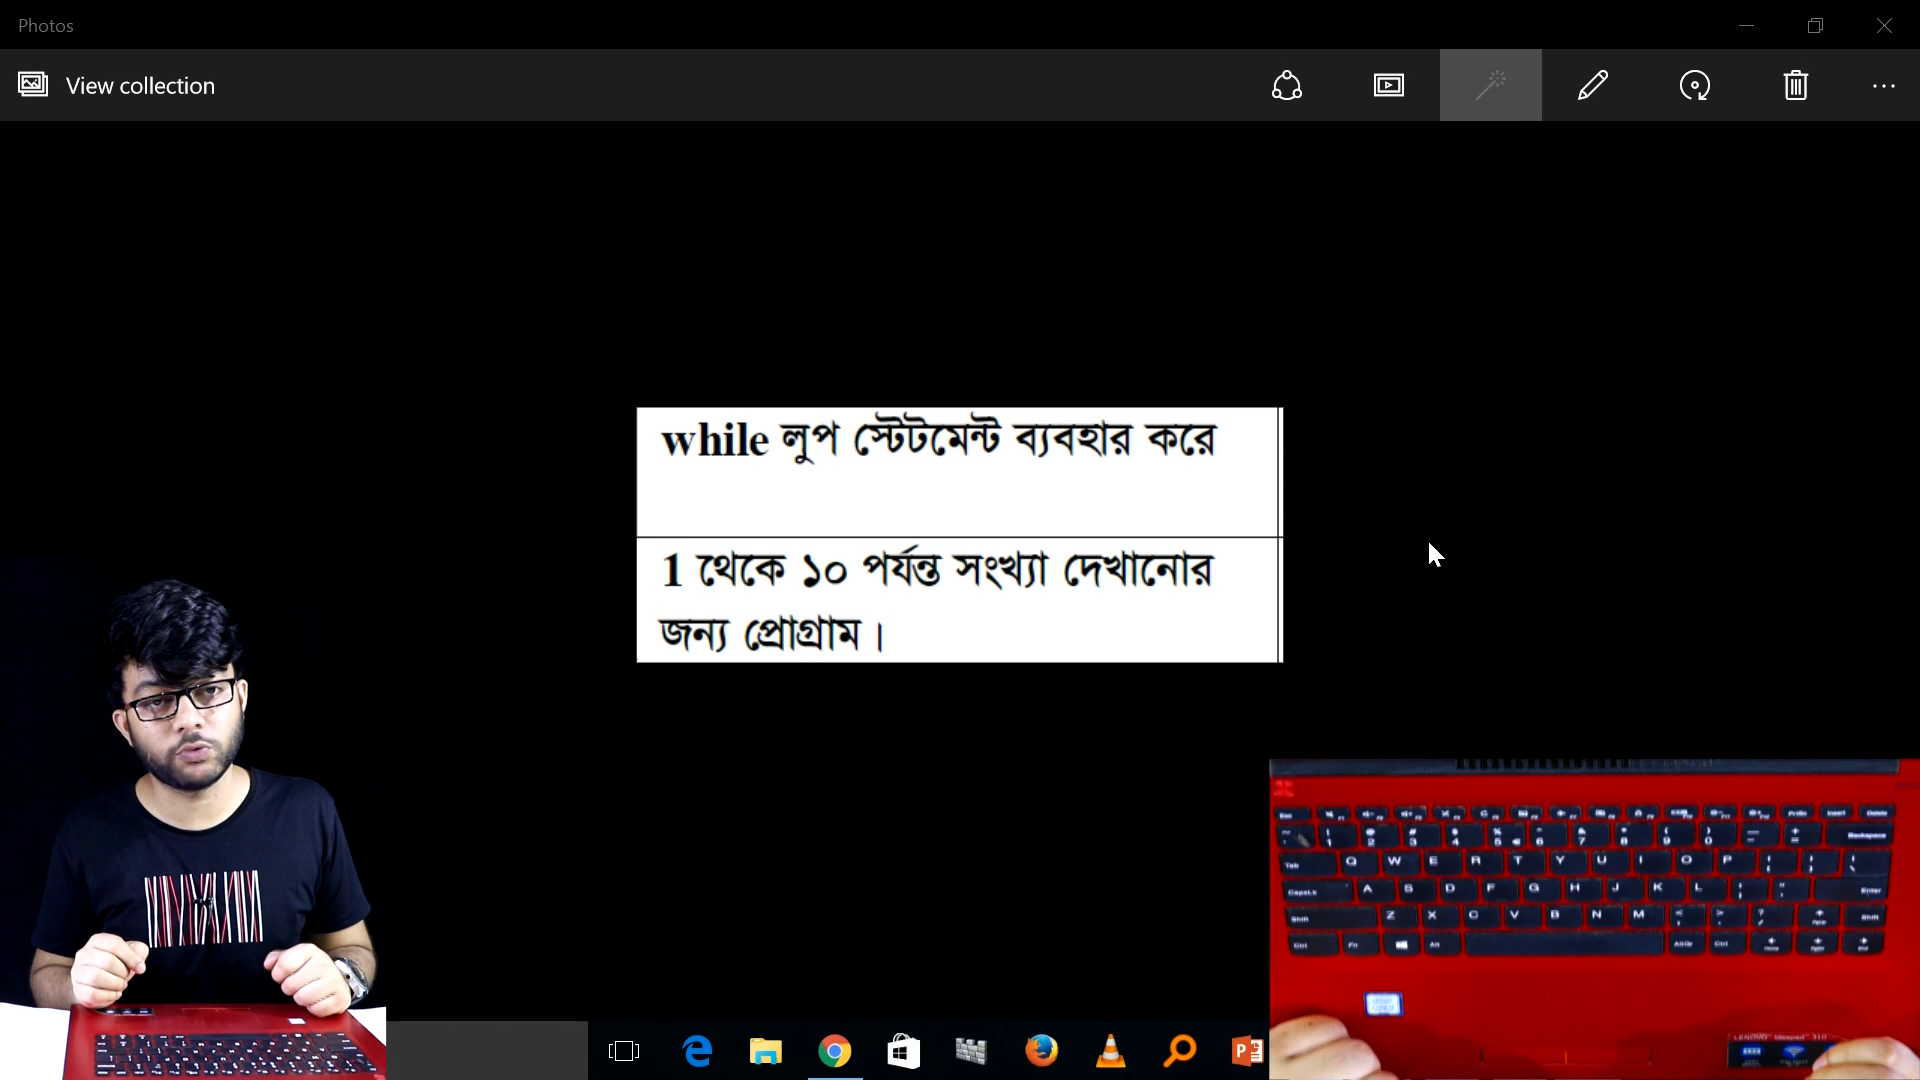 Photos
View collection
while লুপ স্টেটমেন্ট ব্যবহার করে
1 থেকে ১০ পর্যন্ত সংখ্যা দেখানোর
জন্য প্রোগ্রাম।
Q W E R T Y U I O P
A S D F G H J K L
Z X C V B N M